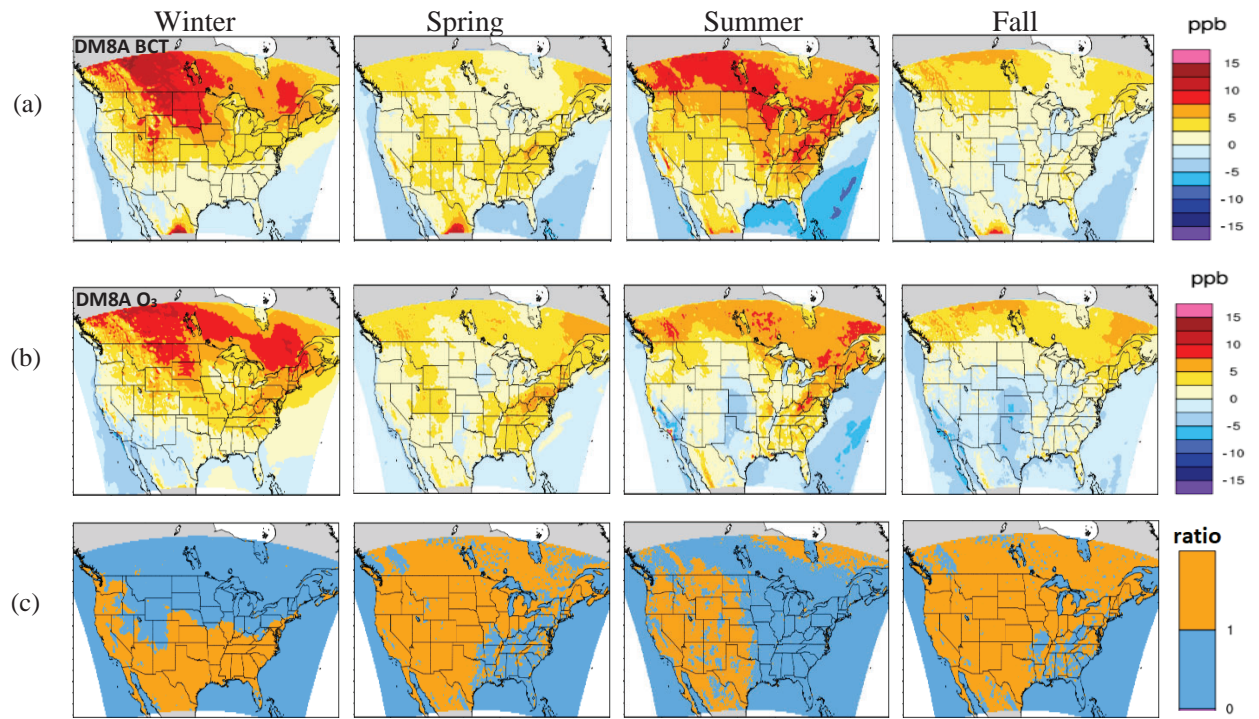 Winter Spring Summer Fall
(a)
DM8A BCT
ppb
15
10
5
0
-5
-10
-15
(b)
DM8A O₃
ppb
15
10
5
0
-5
-10
-15
(c)
ratio
1
0